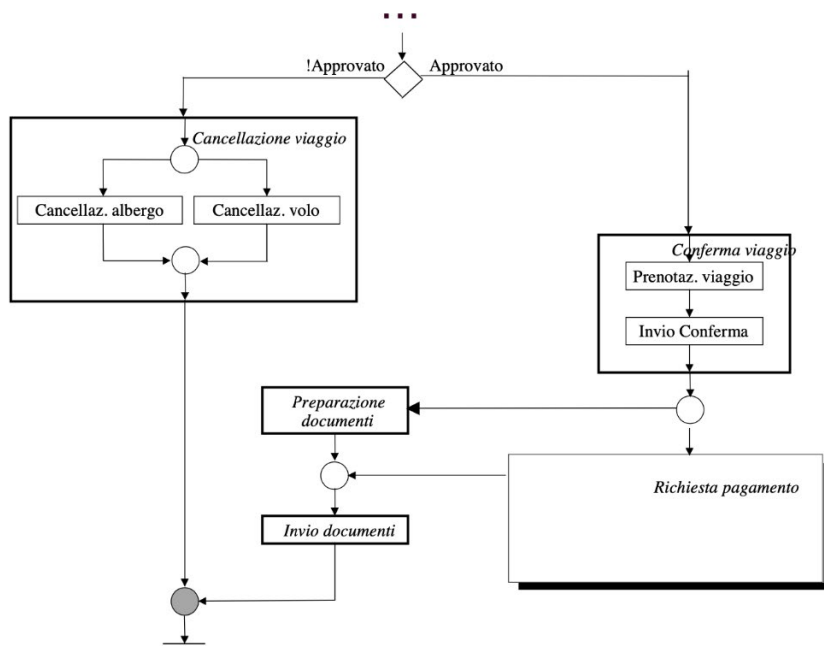 ...
!Approvato
Approvato
Cancellazione viaggio
Cancellaz. albergo
Cancellaz. volo
Conferma viaggio
Prenotaz. viaggio
Invio Conferma
Preparazione
documenti
Richiesta pagamento
Invio documenti